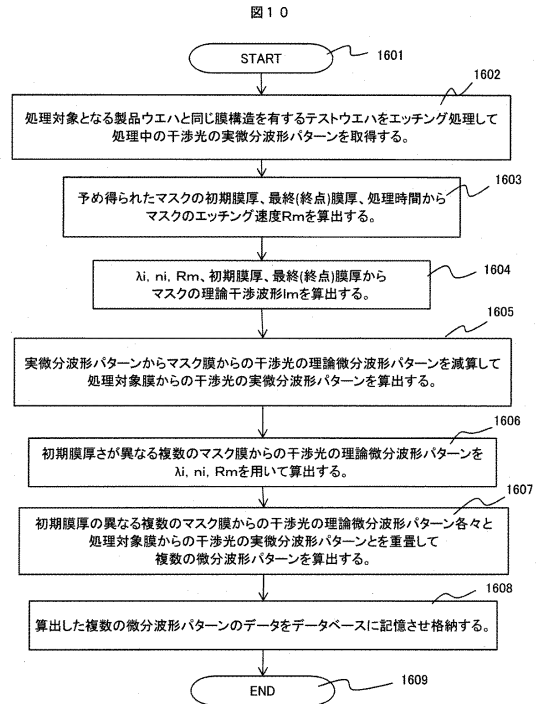 図10
START
1601
1602
処理対象となる製品ウエハと同じ膜構造を有するテストウエハをエッチング処理して
処理中の干渉光の実微分波形パターンを取得する。
1603
予め得られたマスクの初期膜厚、最終(終点)膜厚、処理時間から
マスクのエッチング速度Rmを算出する。
1604
λi, ni, Rm、初期膜厚、最終(終点)膜厚から
マスクの理論干渉波形Imを算出する。
1605
実微分波形パターンからマスク膜からの干渉光の理論微分波形パターンを減算して
処理対象膜からの干渉光の実微分波形パターンを算出する。
1606
初期膜厚さが異なる複数のマスク膜からの干渉光の理論微分波形パターンを
λi, ni, Rmを用いて算出する。
1607
初期膜厚の異なる複数のマスク膜からの干渉光の理論微分波形パターン各々と
処理対象膜からの干渉光の実微分波形パターンとを重畳して
複数の微分波形パターンを算出する。
1608
算出した複数の微分波形パターンのデータをデータベースに記憶させ格納する。
END
1609